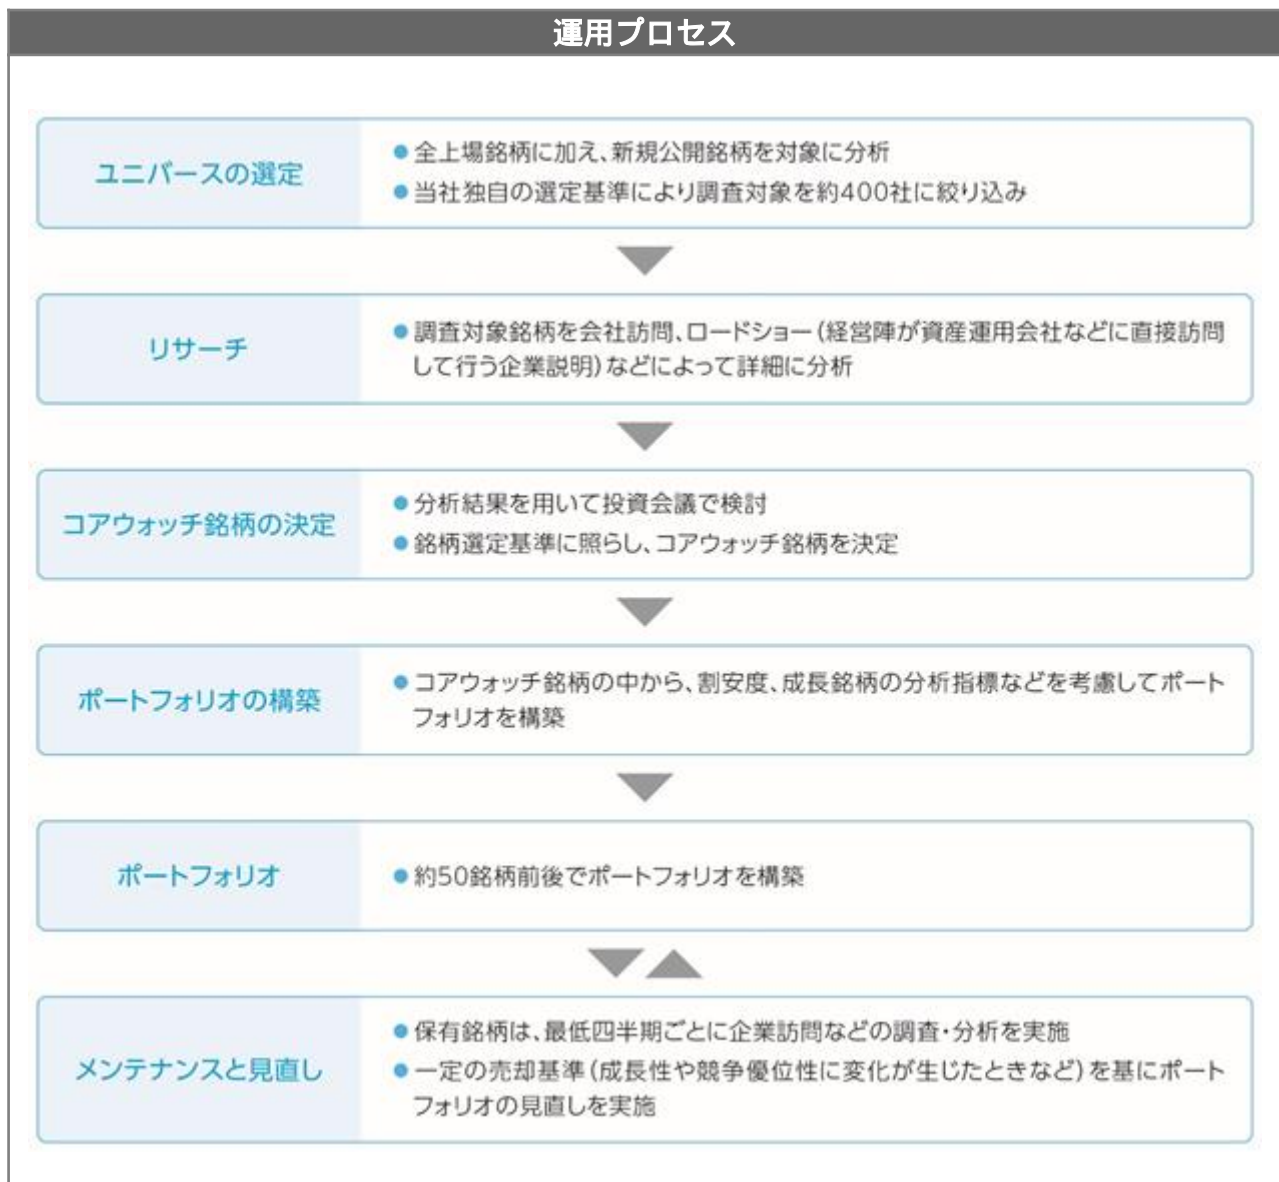 運用プロセス
ユニバースの選定
●全上場銘柄に加え、新規公開銘柄を対象に分析
●当社独自の選定基準により調査対象を約400社に絞り込み
リサーチ
●調査対象銘柄を会社訪問、ロードショー(経営陣が資産運用会社などに直接訪問
して行う企業説明)などによって詳細に分析
コアウォッチ銘柄の決定
●分析結果を用いて投資会議で検討
●銘柄選定基準に照らし、コアウォッチ銘柄を決定
ポートフォリオの構築
●コアウォッチ銘柄の中から、割安度、成長銘柄の分析指標などを考慮してポート
フォリオを構築
ポートフォリオ
●約50銘柄前後でポートフォリオを構築
メンテナンスと見直し
●保有銘柄は、最低四半期ごとに企業訪問などの調査・分析を実施
●一定の売却基準(成長性や競争優位性に変化が生じたときなど)を基にポート
フォリオの見直しを実施